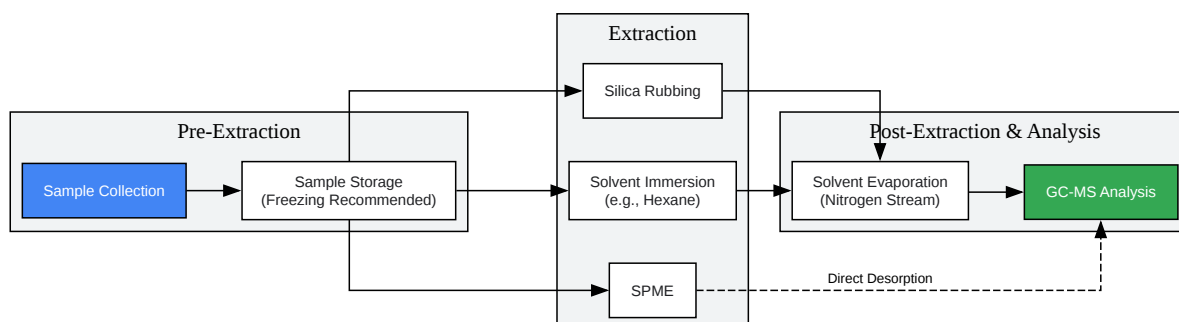 Extraction
Silica Rubbing
Pre-Extraction
Post-Extraction & Analysis
Sample Collection
Sample Storage
(Freezing Recommended)
Solvent Immersion
(e.g., Hexane)
Solvent Evaporation
(Nitrogen Stream)
GC-MS Analysis
SPME
Direct Desorption